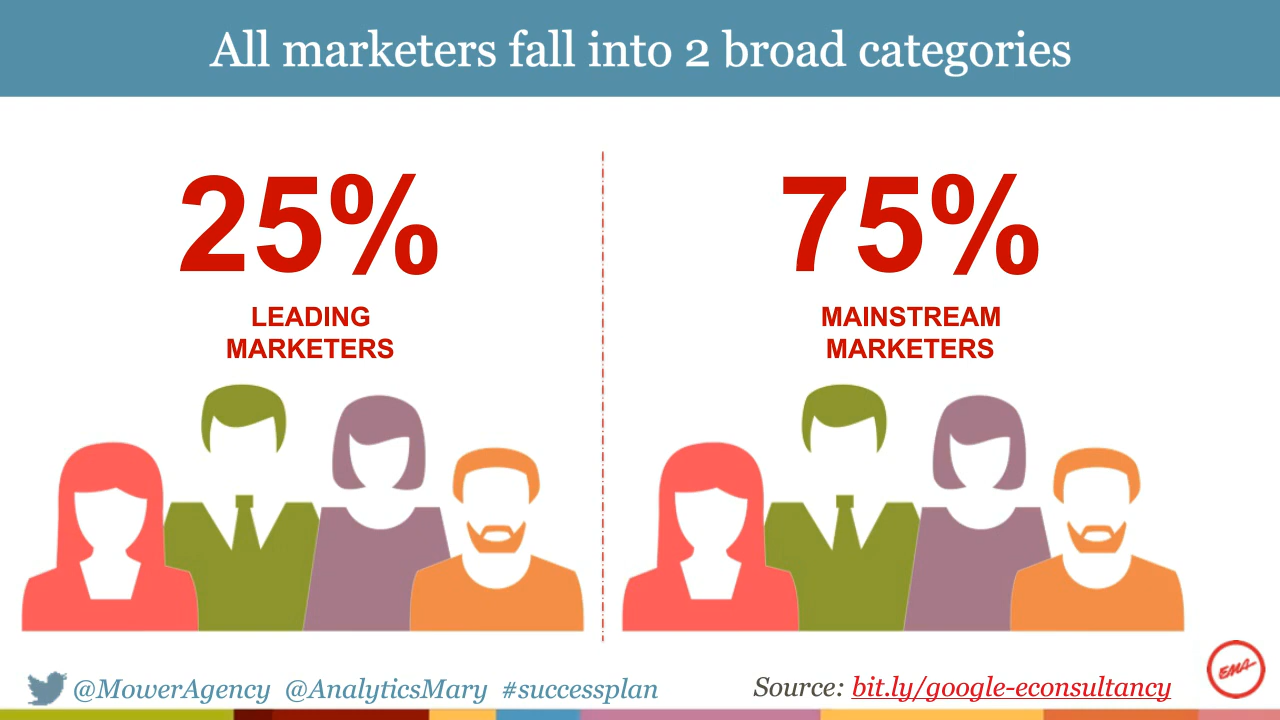 All marketers fall into 2 broad categories
25%
LEADING
MARKETERS
75%
MAINSTREAM
MARKETERS
@MowerAgency @AnalyticsMary #successplan
Source: bit.ly/google-econsultancy
EMA